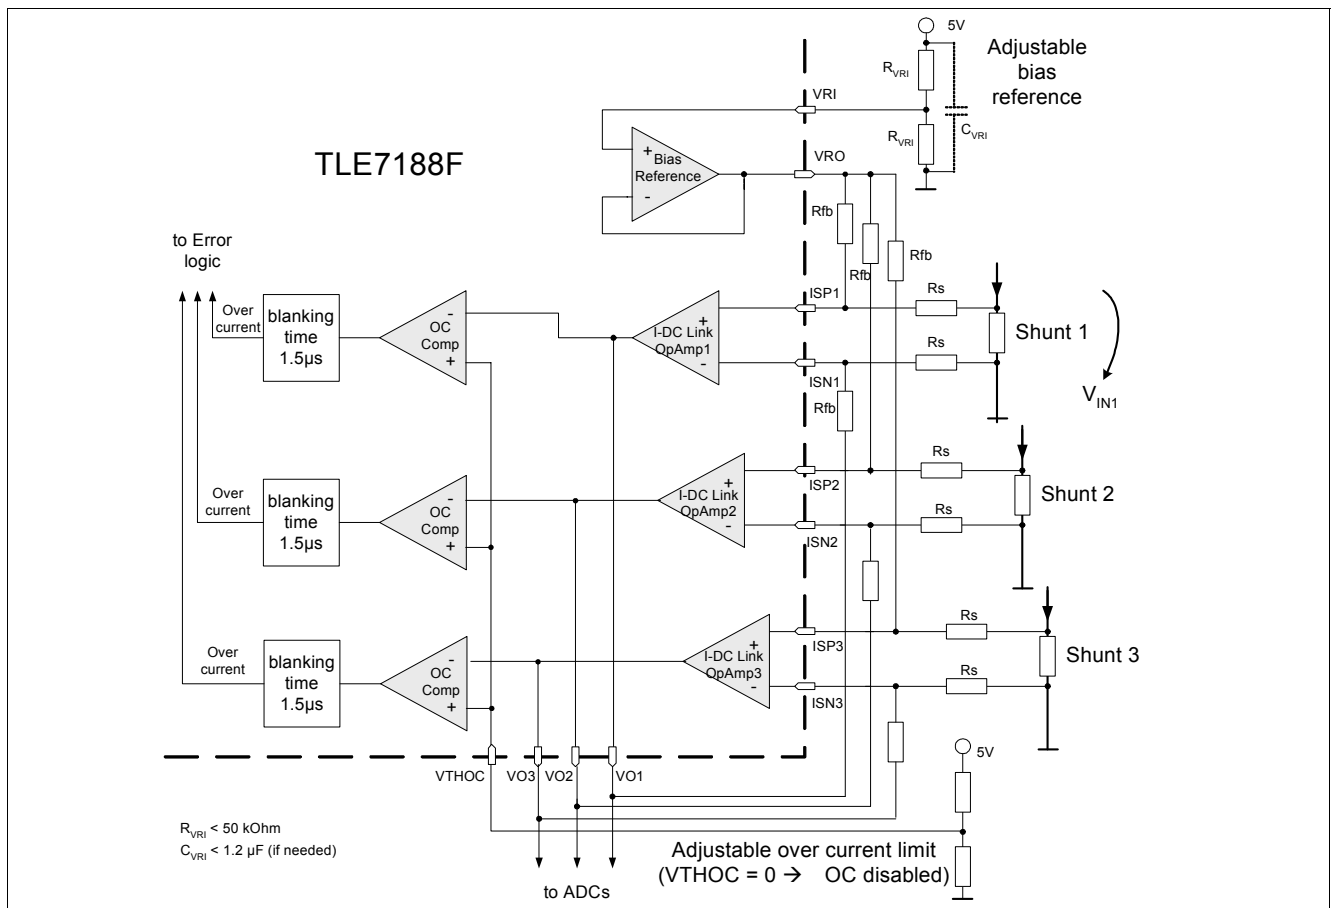 5V
Adjustable
bias
reference
R_VRI
VRI
C_VRI
R_VRI
TLE7188F
+
Bias
Reference
-
VRO
Rfb
Rfb
Rfb
to Error
logic
Over
current
blanking
time
1.5µs
-
OC
Comp
+
+
I-DC Link
OpAmp1
-
ISP1
ISN1
Rs
Rs
Shunt 1
V_IN1
Rfb
Over
current
blanking
time
1.5µs
-
OC
Comp
+
+
I-DC Link
OpAmp2
-
ISP2
ISN2
Rs
Rs
Shunt 2
Over
current
blanking
time
1.5µs
-
OC
Comp
+
+
I-DC Link
OpAmp3
-
ISP3
ISN3
Rs
Rs
Shunt 3
VTHOC
VO3
VO2
VO1
5V
R_VRI < 50 kOhm
C_VRI < 1.2 µF (if needed)
Adjustable over current limit
(VTHOC = 0 → OC disabled)
to ADCs